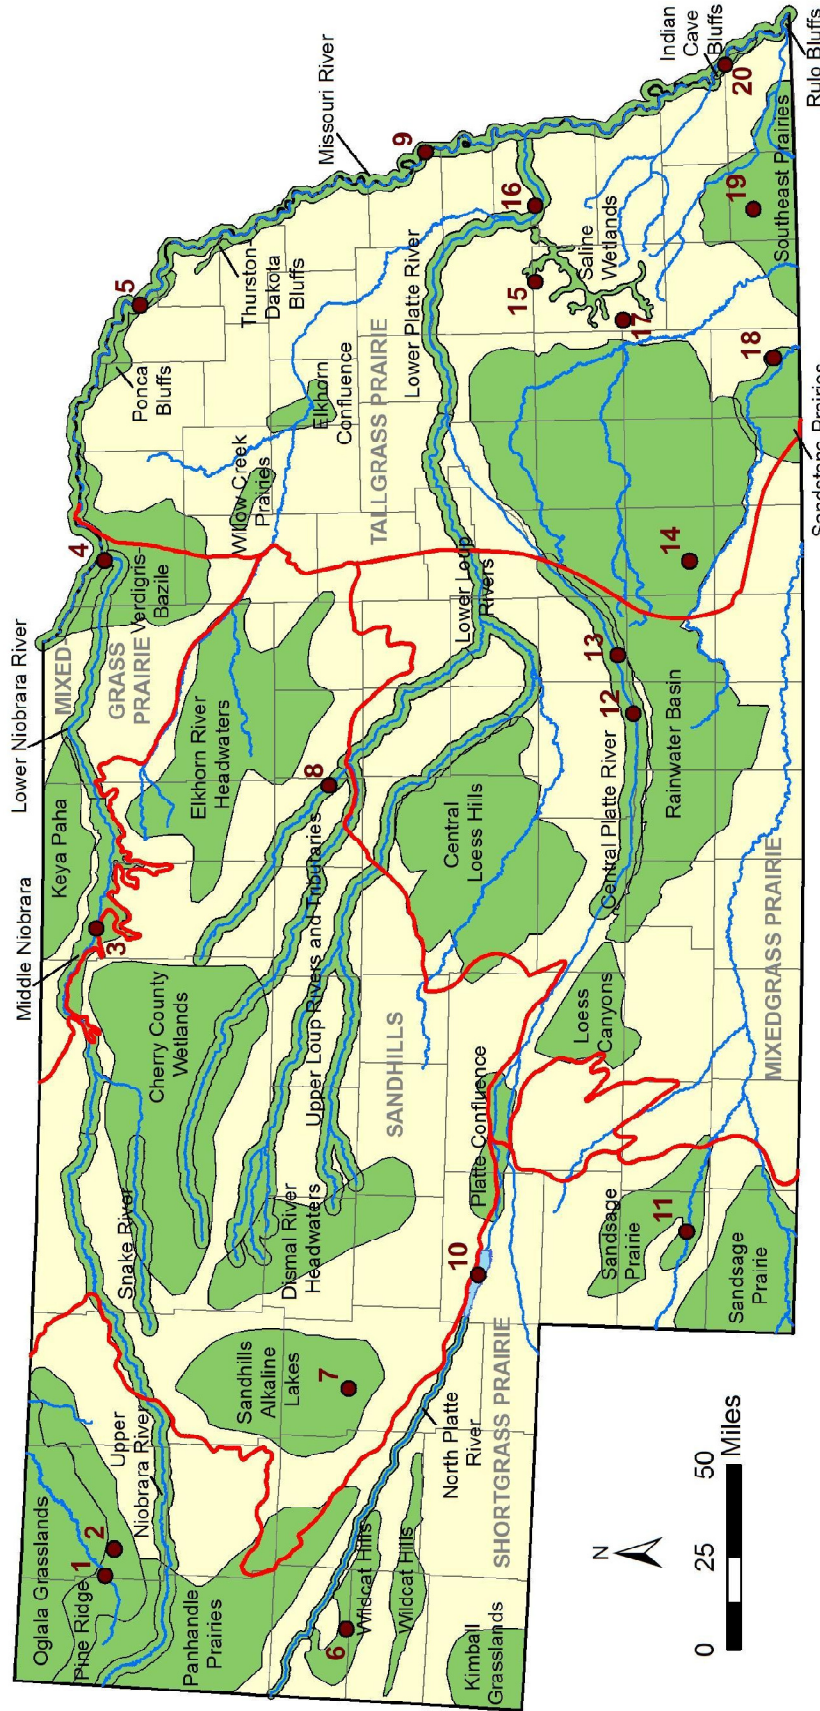 Oglala Grasslands
Pine Ridge
1
2
Upper
Niobrara River
Panhandle
Prairies
6
Wildcat Hills
Wildcat Hills
Kimball
Grasslands
North Platte
River
SHORTGRASS PRAIRIE
Sandhills
Alkaline
Lakes
7
Snake River
Cherry County
Wetlands
Dismal River
Headwaters
Upper Loup Rivers and Tributaries
SANDHILLS
Platte Confluence
10
Sandsage
Prairie
11
Sandsage
Prairie
Loess
Canyons
MIXEDGRASS PRAIRIE
Middle Niobrara
3
Keya Paha
Lower Niobrara River
MIXED-
GRASS
PRAIRIE
Elkhorn River
Headwaters
8
Central
Loess Hills
Central Platte River
12
13
Rainwater Basin
14
Lower Loup
Rivers
4
Verdigris-
Bazile
Willow Creek
Prairies
TALLGRASS PRAIRIE
Elkhorn
Confluence
Ponca
Bluffs
5
Thurston-
Dakota
Bluffs
Missouri River
9
Lower Platte River
16
15
Saline
Wetlands
17
18
Sandstone Prairies
19
Southeast Prairies
Indian
Cave
Bluffs
20
Rulo Bluffs
N
0
25
50
Miles